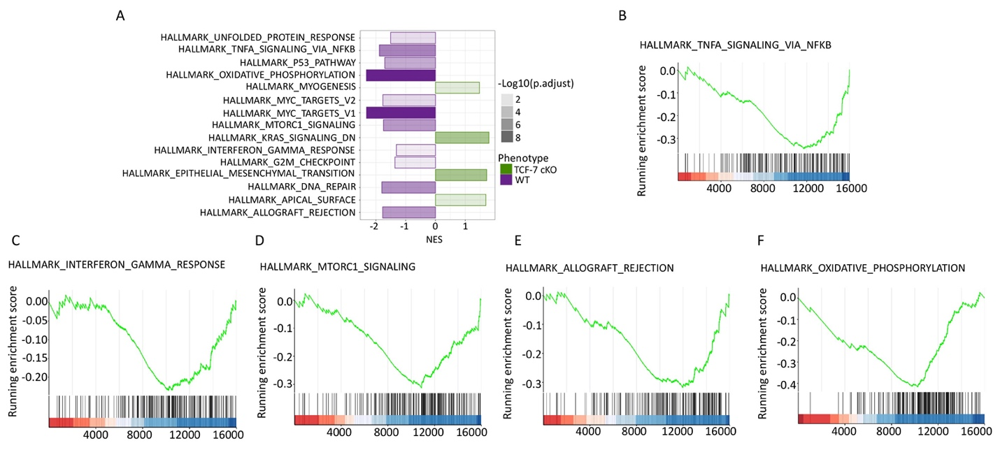 A
HALLMARK_UNFOLDED_PROTEIN_RESPONSE
HALLMARK_TNFA_SIGNALING_VIA_NFKB
HALLMARK_P53_PATHWAY
HALLMARK_OXIDATIVE_PHOSPHORYLATION
HALLMARK_MYOGENESIS
HALLMARK_MYC_TARGETS_V2
HALLMARK_MYC_TARGETS_V1
HALLMARK_MTORC1_SIGNALING
HALLMARK_KRAS_SIGNALING_DN
HALLMARK_INTERFERON_GAMMA_RESPONSE
HALLMARK_G2M_CHECKPOINT
HALLMARK_EPITHELIAL_MESENCHYMAL_TRANSITION
HALLMARK_DNA_REPAIR
HALLMARK_APICAL_SURFACE
HALLMARK_ALLOGRAFT_REJECTION
-2 -1 0 1
NES
-Log10(p.adjust)
2
4
6
8
Phenotype
TCF-7 cKO
WT
B
HALLMARK_TNFA_SIGNALING_VIA_NFKB
Running enrichment score
0.0
-0.1
-0.2
-0.3
4000 8000 12000 16000
C
HALLMARK_INTERFERON_GAMMA_RESPONSE
Running enrichment score
0.00
-0.05
-0.10
-0.15
-0.20
4000 8000 12000 16000
D
HALLMARK_MTORC1_SIGNALING
Running enrichment score
0.0
-0.1
-0.2
-0.3
4000 8000 12000 16000
E
HALLMARK_ALLOGRAFT_REJECTION
Running enrichment score
0.0
-0.1
-0.2
-0.3
4000 8000 12000 16000
F
HALLMARK_OXIDATIVE_PHOSPHORYLATION
Running enrichment score
0.0
-0.1
-0.2
-0.3
-0.4
4000 8000 12000 16000